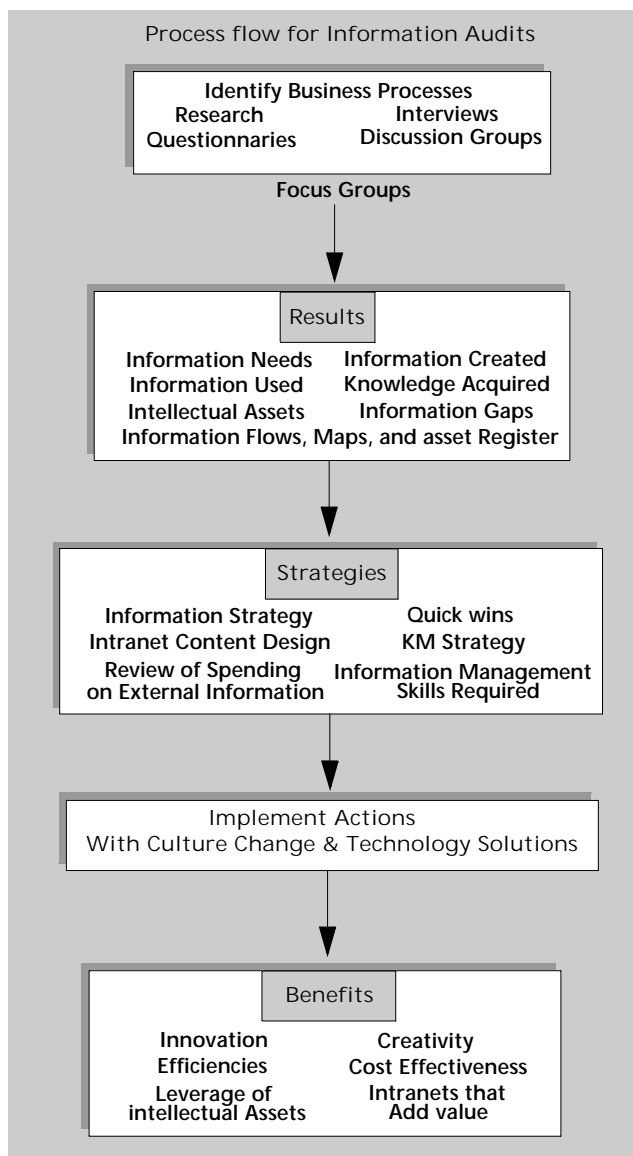 Process flow for Information Audits
Identify Business Processes
Research Interviews
Questionnaries Discussion Groups
Focus Groups
Results
Information Needs Information Created
Information Used Knowledge Acquired
Intellectual Assets Information Gaps
Information Flows, Maps, and asset Register
Strategies
Information Strategy Quick wins
Intranet Content Design KM Strategy
Review of Spending
on External Information
Information Management
Skills Required
Implement Actions
With Culture Change & Technology Solutions
Benefits
Innovation Creativity
Efficiencies Cost Effectiveness
Leverage of
intellectual Assets
Intranets that
Add value